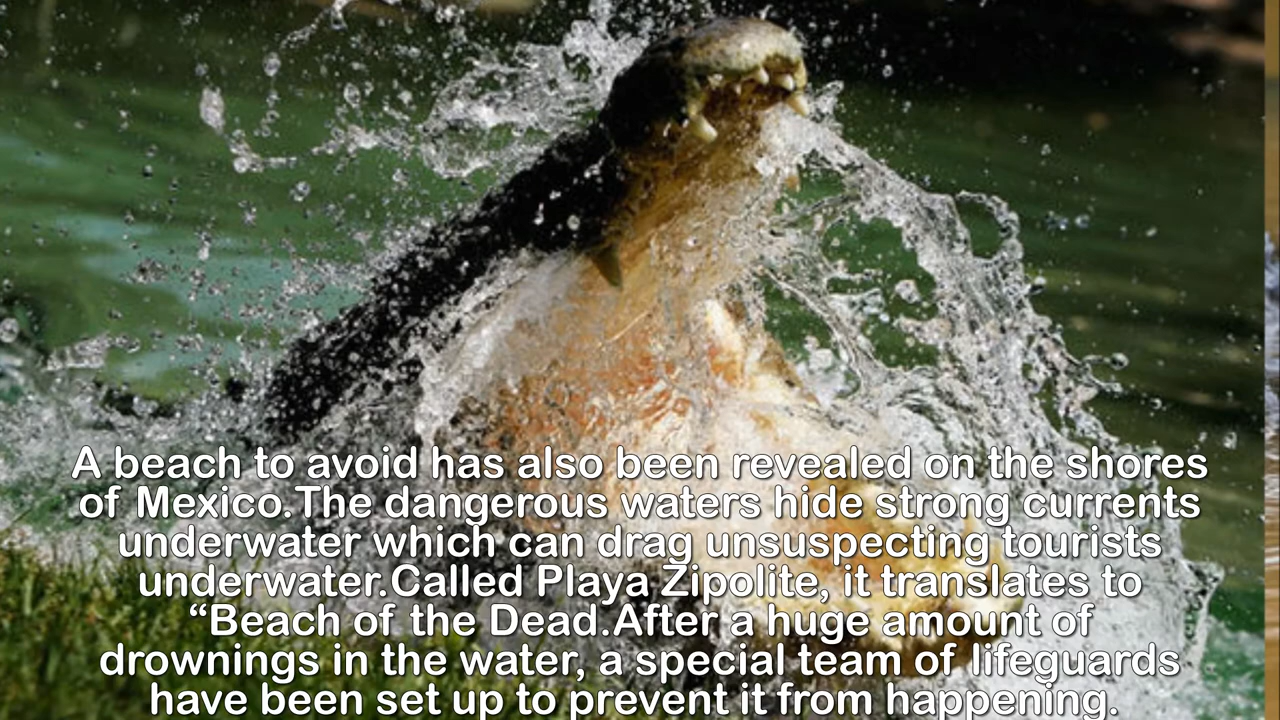 A beach to avoid has also been revealed on the shores
of Mexico.The dangerous waters hide strong currents
underwater which can drag unsuspecting tourists
underwater.Called Playa Zipolite, it translates to
“Beach of the Dead.After a huge amount of
drownings in the water, a special team of lifeguards
have been set up to prevent it from happening.